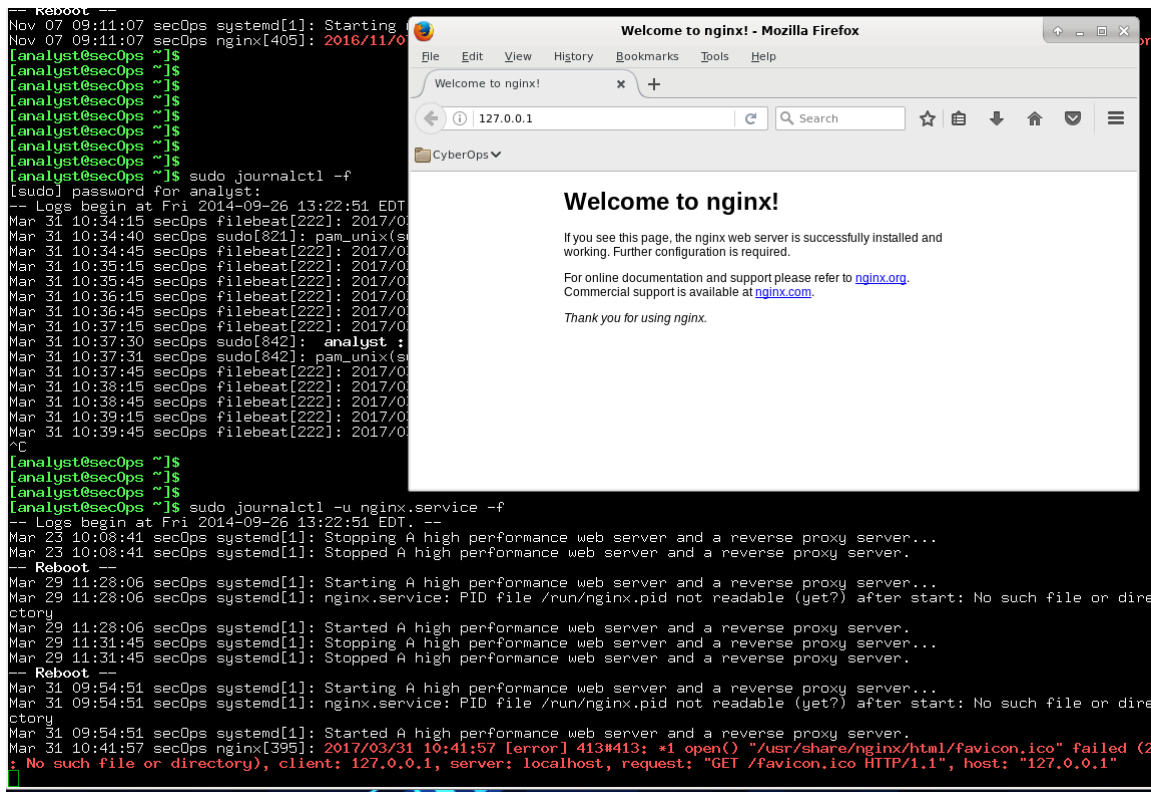 -- Reboot --
Nov 07 09:11:07 secOps systemd[1]: Starting
Nov 07 09:11:07 secOps nginx[405]: 2016/11/0
[analyst@secOps ~]$
[analyst@secOps ~]$
[analyst@secOps ~]$
[analyst@secOps ~]$
[analyst@secOps ~]$
[analyst@secOps ~]$
[analyst@secOps ~]$
[analyst@secOps ~]$
[analyst@secOps ~]$ sudo journalctl -f
[sudo] password for analyst:
-- Logs begin at Fri 2014-09-26 13:22:51 EDT
Mar 31 10:34:15 secOps filebeat[222]: 2017/03
Mar 31 10:34:40 secOps sudo[821]: pam_unix(su
Mar 31 10:34:45 secOps filebeat[222]: 2017/0
Mar 31 10:35:15 secOps filebeat[222]: 2017/0
Mar 31 10:35:45 secOps filebeat[222]: 2017/0
Mar 31 10:36:15 secOps filebeat[222]: 2017/0
Mar 31 10:36:45 secOps filebeat[222]: 2017/0
Mar 31 10:37:15 secOps filebeat[222]: 2017/0
Mar 31 10:37:30 secOps sudo[842]:  analyst :
Mar 31 10:37:31 secOps sudo[842]: pam_unix(su
Mar 31 10:37:45 secOps filebeat[222]: 2017/0
Mar 31 10:38:15 secOps filebeat[222]: 2017/0
Mar 31 10:38:45 secOps filebeat[222]: 2017/0
Mar 31 10:39:15 secOps filebeat[222]: 2017/0
Mar 31 10:39:45 secOps filebeat[222]: 2017/0
^C
[analyst@secOps ~]$
[analyst@secOps ~]$
[analyst@secOps ~]$
[analyst@secOps ~]$ sudo journalctl -u nginx.service -f
-- Logs begin at Fri 2014-09-26 13:22:51 EDT. --
Mar 23 10:08:41 secOps systemd[1]: Stopping A high performance web server and a reverse proxy server...
Mar 23 10:08:41 secOps systemd[1]: Stopped A high performance web server and a reverse proxy server.
-- Reboot --
Mar 29 11:28:06 secOps systemd[1]: Starting A high performance web server and a reverse proxy server...
Mar 29 11:28:06 secOps systemd[1]: nginx.service: PID file /run/nginx.pid not readable (yet?) after start: No such file or dire
ctory
Mar 29 11:28:06 secOps systemd[1]: Started A high performance web server and a reverse proxy server.
Mar 29 11:31:45 secOps systemd[1]: Stopping A high performance web server and a reverse proxy server...
Mar 29 11:31:45 secOps systemd[1]: Stopped A high performance web server and a reverse proxy server.
-- Reboot --
Mar 31 09:54:51 secOps systemd[1]: Starting A high performance web server and a reverse proxy server...
Mar 31 09:54:51 secOps systemd[1]: nginx.service: PID file /run/nginx.pid not readable (yet?) after start: No such file or dire
ctory
Mar 31 09:54:51 secOps systemd[1]: Started A high performance web server and a reverse proxy server.
Mar 31 10:41:57 secOps nginx[395]: 2017/03/31 10:41:57 [error] 413#413: *1 open() "/usr/share/nginx/html/favicon.ico" failed (2
: No such file or directory), client: 127.0.0.1, server: localhost, request: "GET /favicon.ico HTTP/1.1", host: "127.0.0.1"
Welcome to nginx! - Mozilla Firefox
File Edit View History Bookmarks Tools Help
Welcome to nginx!
127.0.0.1
Search
CyberOps
Welcome to nginx!
If you see this page, the nginx web server is successfully installed and
working. Further configuration is required.
For online documentation and support please refer to nginx.org.
Commercial support is available at nginx.com.
Thank you for using nginx.